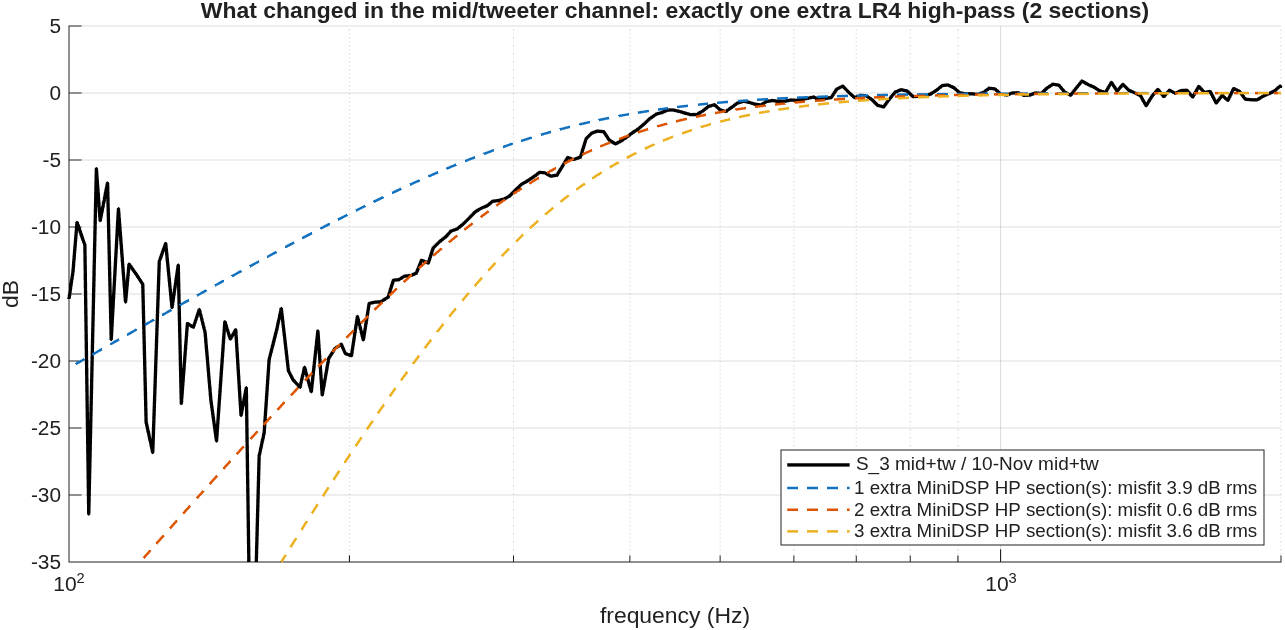 What changed in the mid/tweeter channel: exactly one extra LR4 high-pass (2 sections)
5
0
-5
-10
-15
-20
-25
-30
-35
dB
10²
10³
frequency (Hz)
S_3 mid+tw / 10-Nov mid+tw
1 extra MiniDSP HP section(s): misfit 3.9 dB rms
2 extra MiniDSP HP section(s): misfit 0.6 dB rms
3 extra MiniDSP HP section(s): misfit 3.6 dB rms